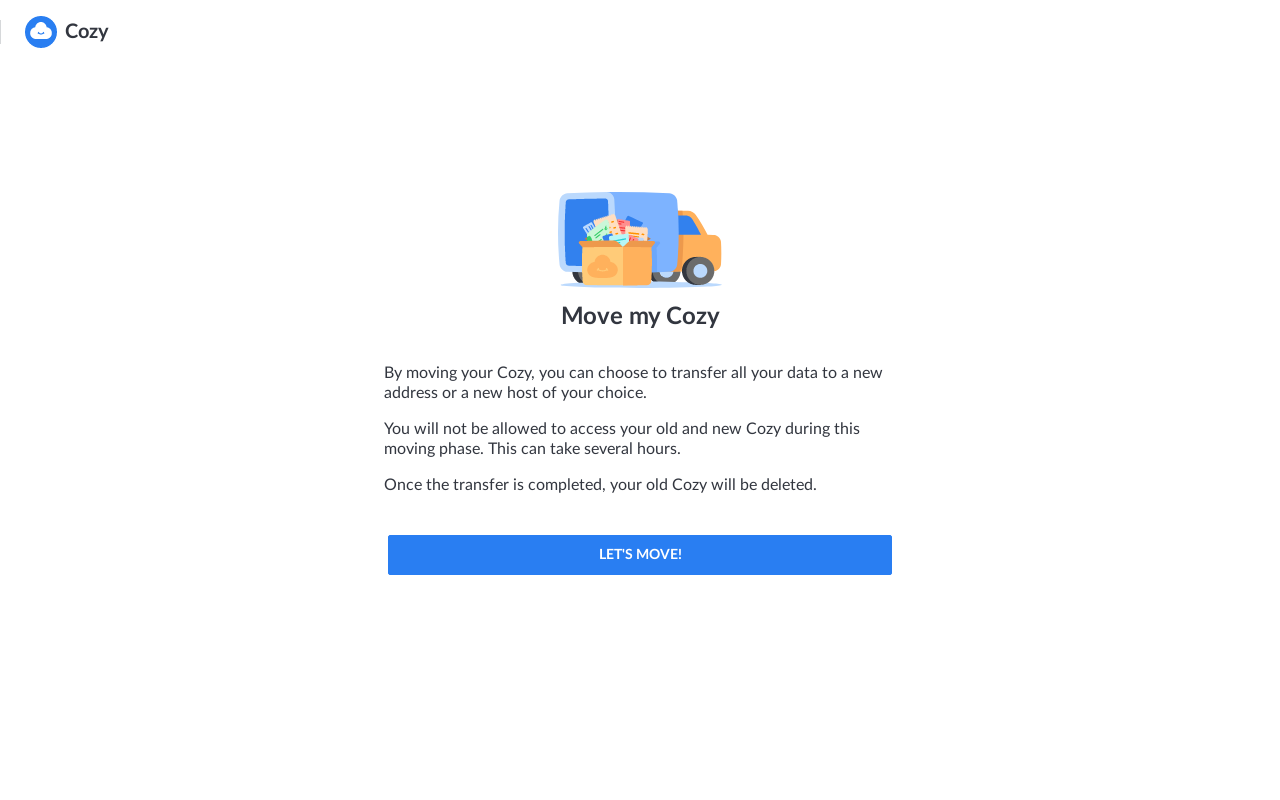 Cozy
Move my Cozy
By moving your Cozy, you can choose to transfer all your data to a new
address or a new host of your choice.
You will not be allowed to access your old and new Cozy during this
moving phase. This can take several hours.
Once the transfer is completed, your old Cozy will be deleted.
LET'S MOVE!